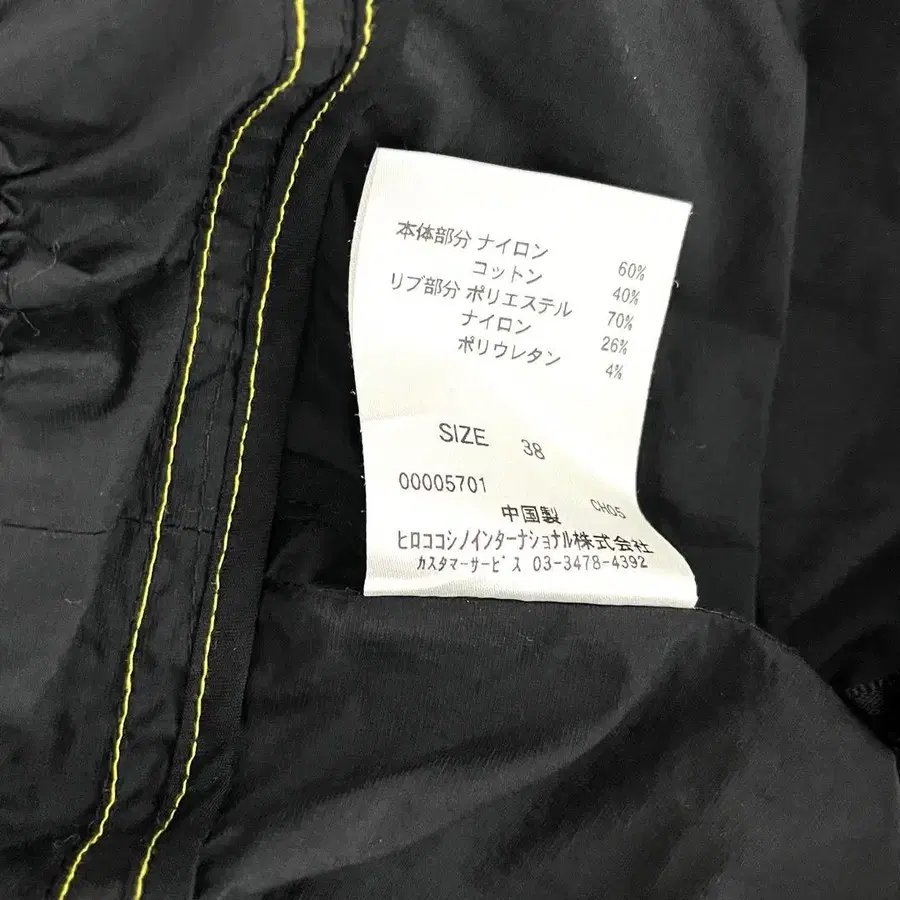 本体部分 ナイロン 60%
コットン 40%
リブ部分 ポリエステル 70%
ナイロン 26%
ポリウレタン 4%
SIZE 38
00005701 CH05
中国製
ヒロココシノインターナショナル株式会社
カスタマーサービス 03-3478-4392